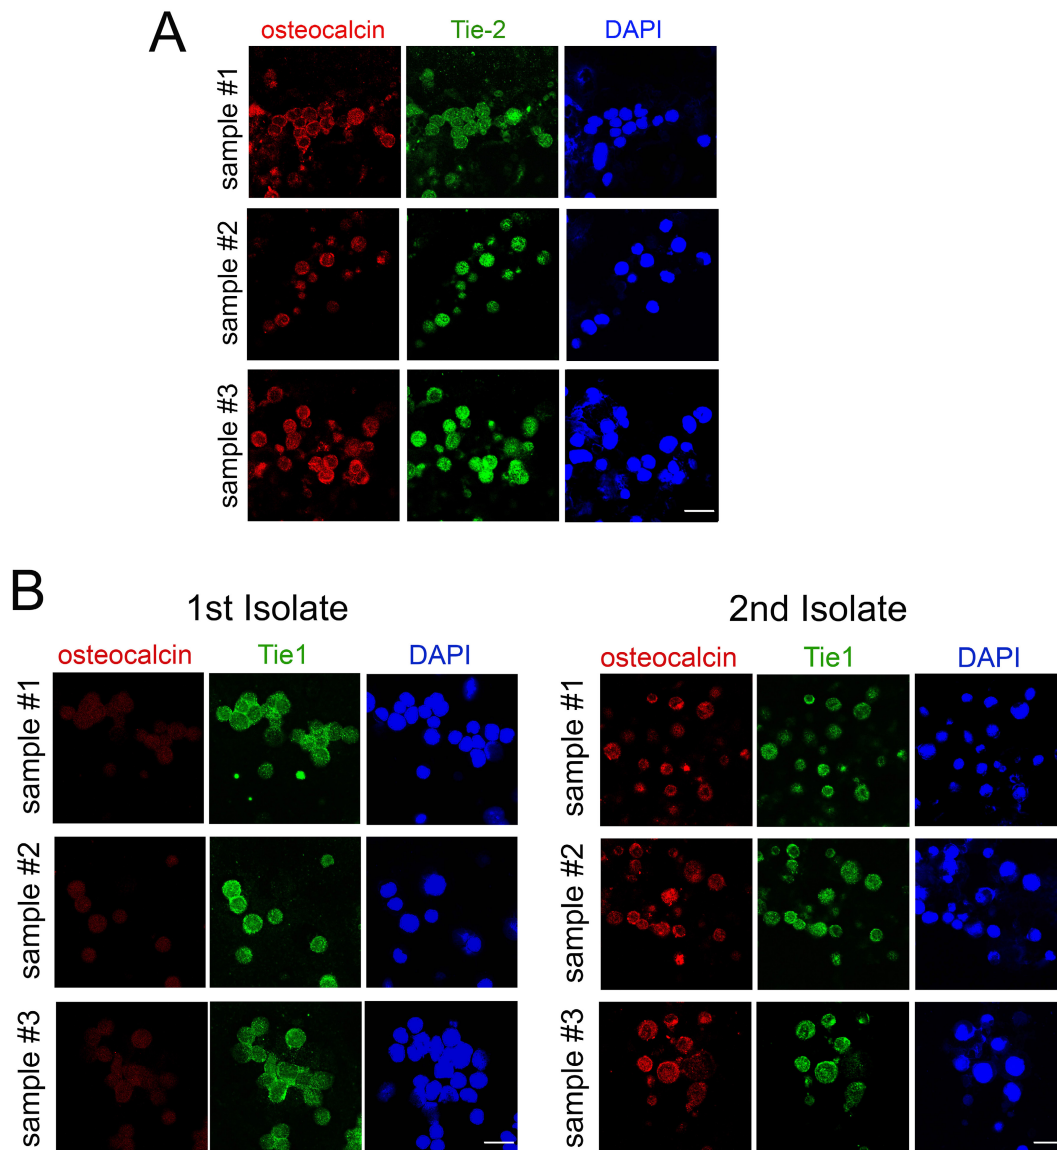 A
osteocalcin Tie-2 DAPI
sample #1
sample #2
sample #3
B
1st Isolate 2nd Isolate
osteocalcin Tie1 DAPI osteocalcin Tie1 DAPI
sample #1 sample #1
sample #2 sample #2
sample #3 sample #3